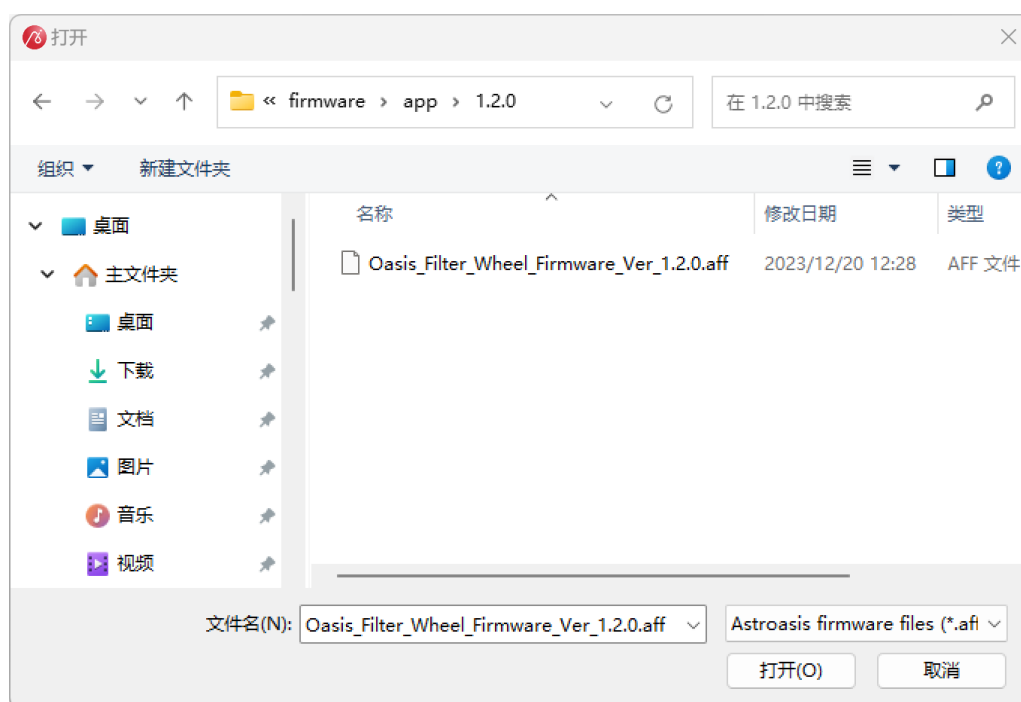 打开
« firmware › app › 1.2.0
在 1.2.0 中搜索
组织
新建文件夹
名称
修改日期
类型
桌面
Oasis_Filter_Wheel_Firmware_Ver_1.2.0.aff
2023/12/20 12:28
AFF 文件
主文件夹
桌面
下载
文档
图片
音乐
视频
文件名(N):
Oasis_Filter_Wheel_Firmware_Ver_1.2.0.aff
Astroasis firmware files (*.aff
打开(O)
取消